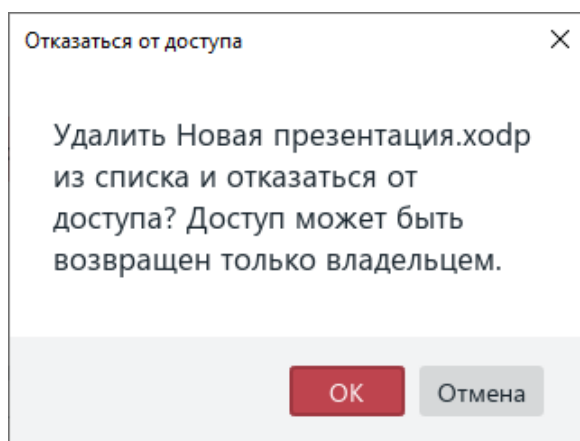 Отказаться от доступа
Удалить Новая презентация.xodp
из списка и отказаться от
доступа? Доступ может быть
возвращен только владельцем.
ОК Отмена